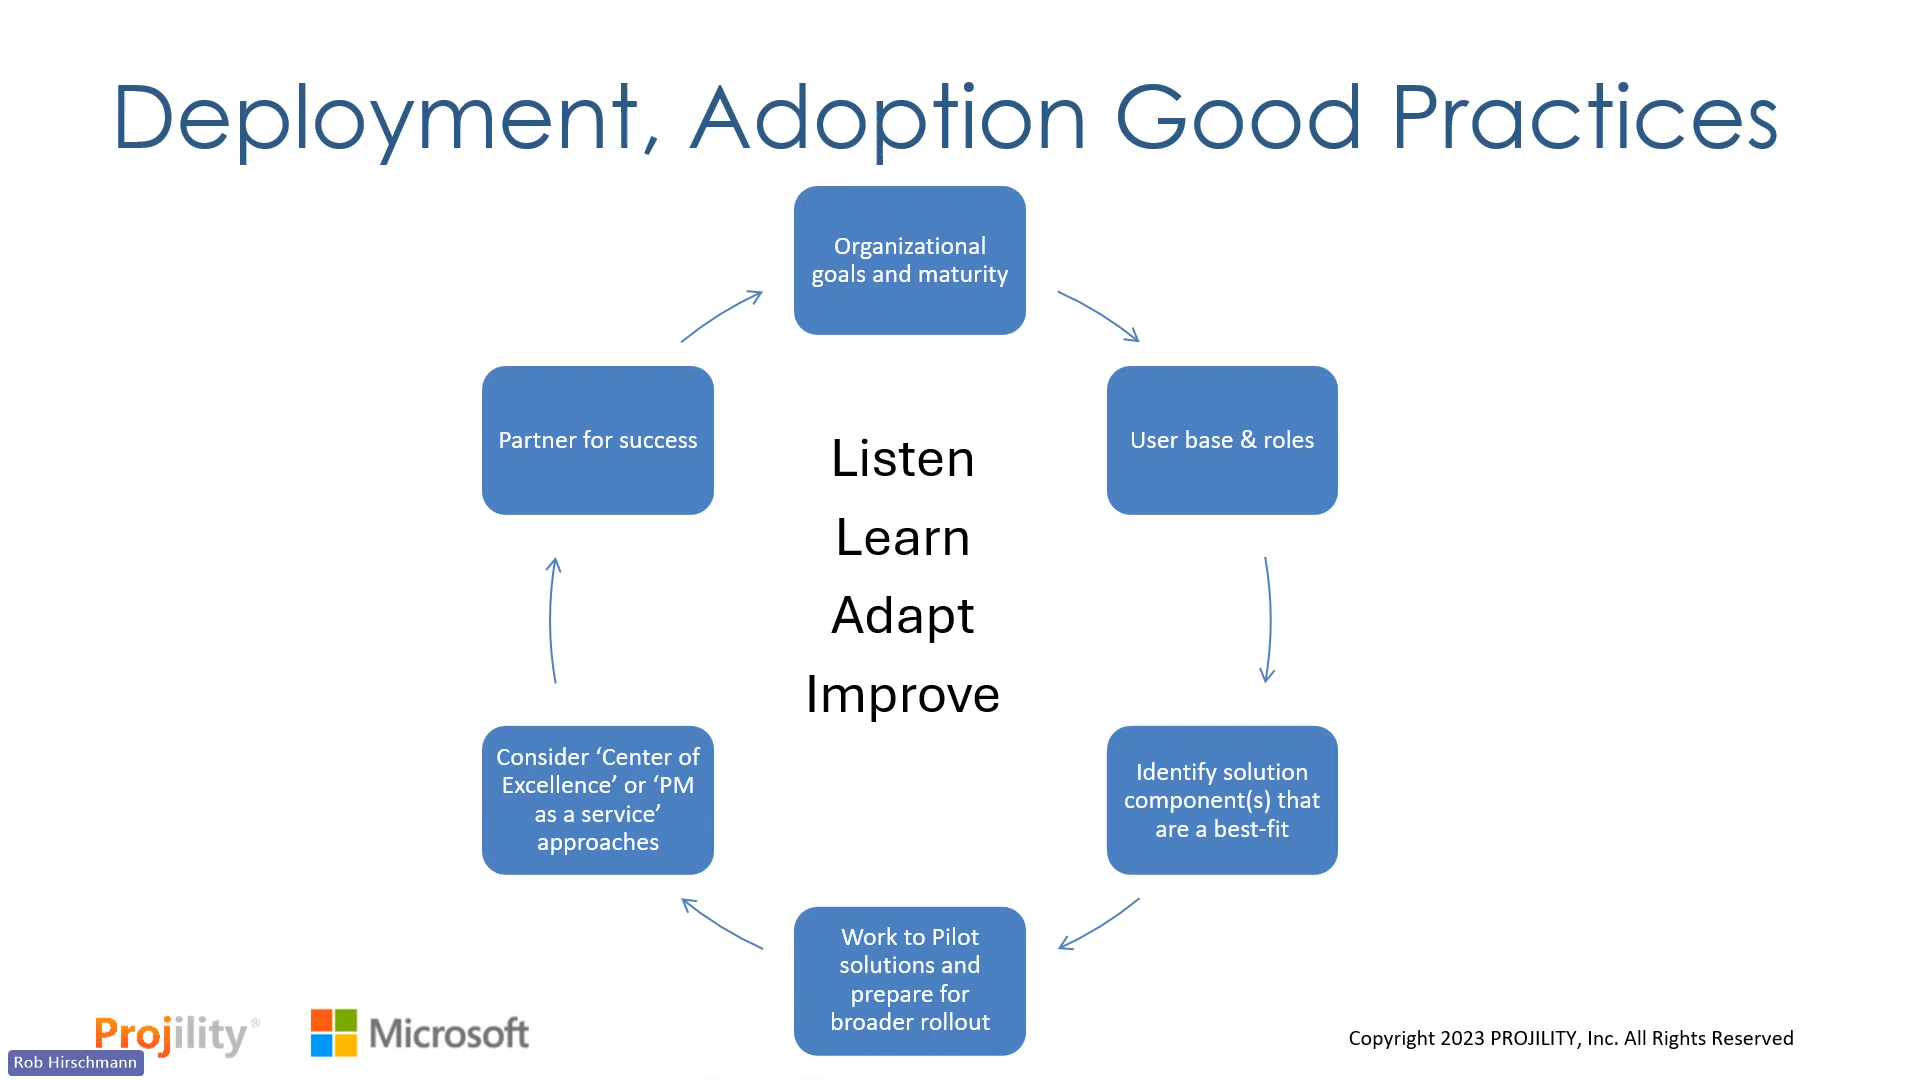 Deployment, Adoption Good Practices
Organizational
goals and maturity
User base & roles
Identify solution
component(s) that
are a best-fit
Work to Pilot
solutions and
prepare for
broader rollout
Consider ‘Center of
Excellence’ or ‘PM
as a service’
approaches
Partner for success
Listen
Learn
Adapt
Improve
Projility®
Microsoft
Rob Hirschmann
Copyright 2023 PROJILITY, Inc. All Rights Reserved